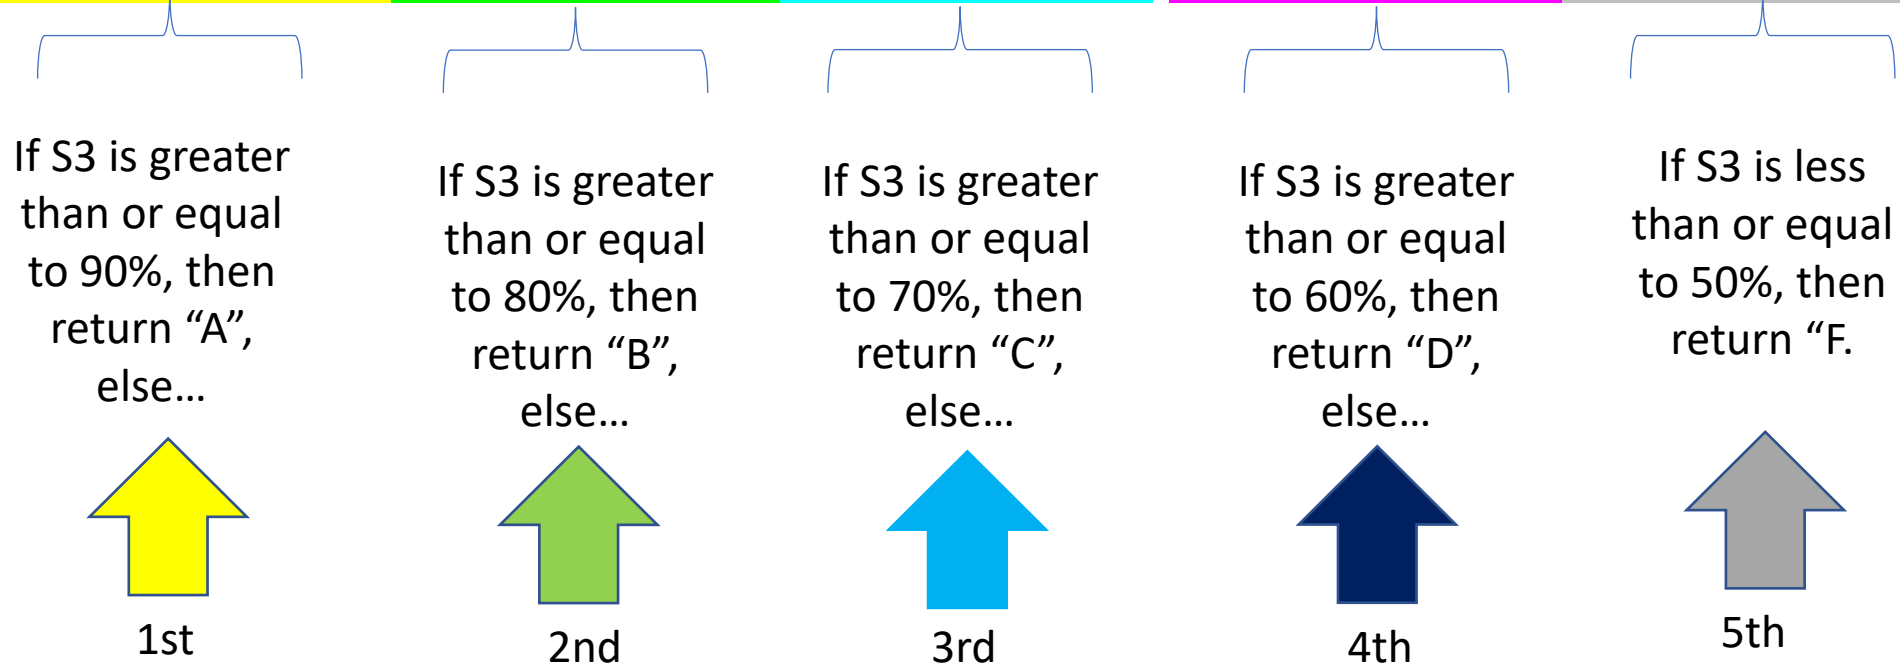 If S3 is greater
than or equal
to 90%, then
return “A”,
else…
1st
If S3 is greater
than or equal
to 80%, then
return “B”,
else…
2nd
If S3 is greater
than or equal
to 70%, then
return “C”,
else…
3rd
If S3 is greater
than or equal
to 60%, then
return “D”,
else…
4th
If S3 is less
than or equal
to 50%, then
return “F.
5th